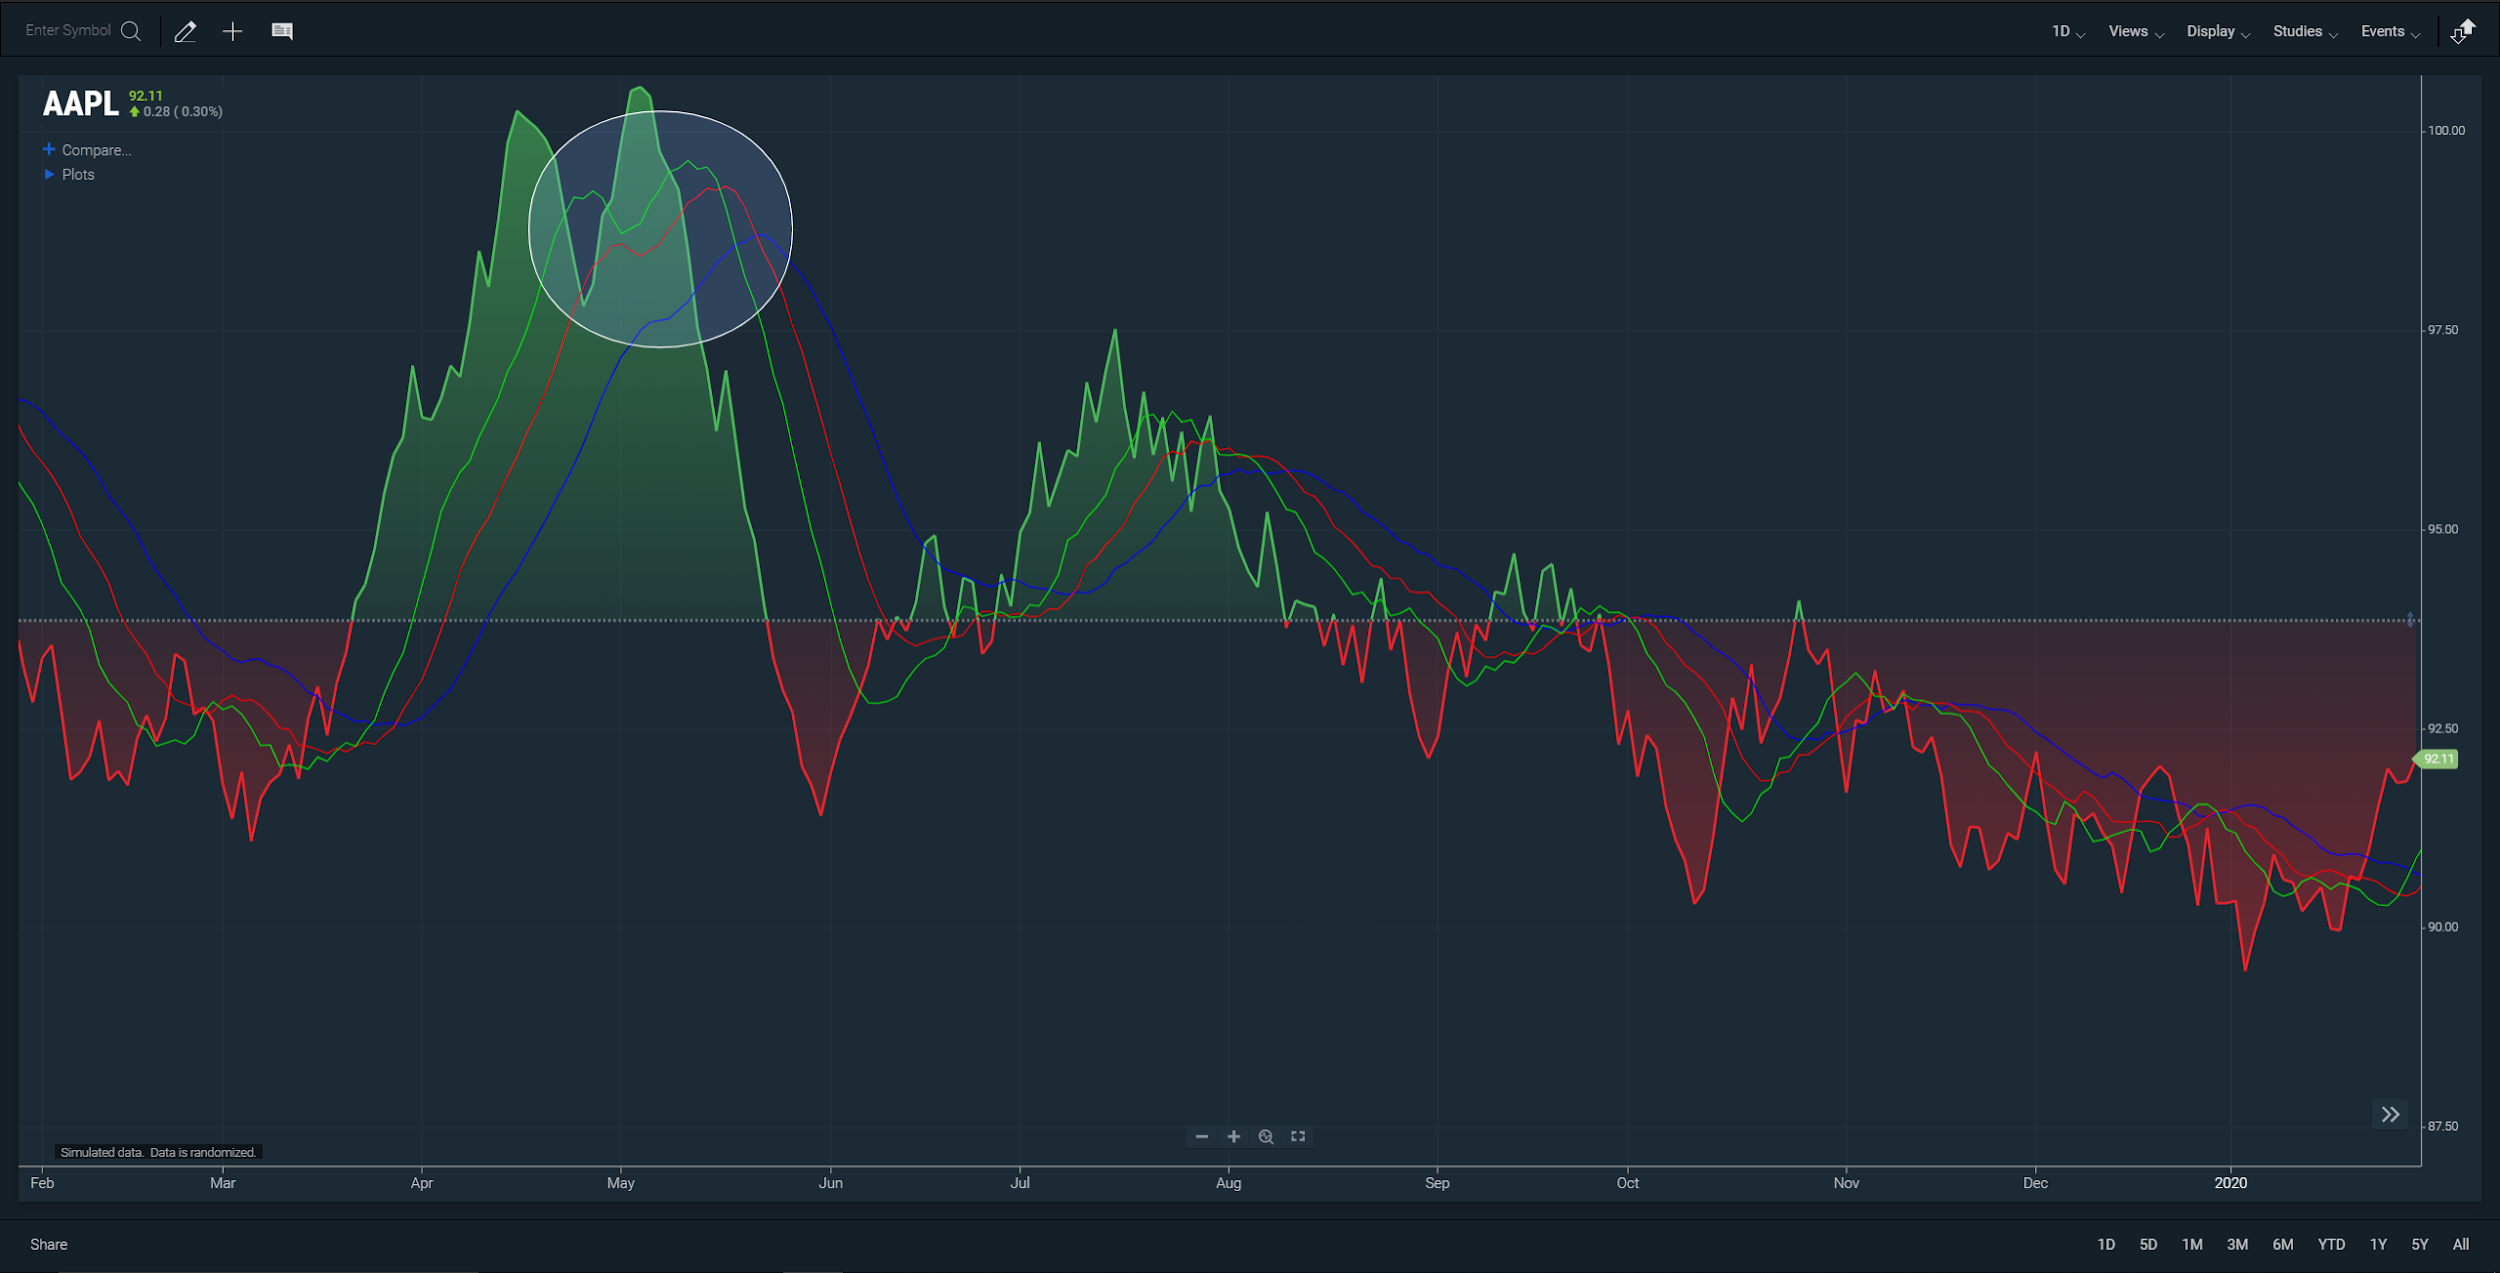 Enter Symbol
1D Views Display Studies Events
AAPL 92.11
0.28 ( 0.30%)
Compare...
Plots
100.00
97.50
95.00
92.50
92.11
90.00
87.50
Simulated data. Data is randomized.
Feb Mar Apr May Jun Jul Aug Sep Oct Nov Dec 2020
Share 1D 5D 1M 3M 6M YTD 1Y 5Y All